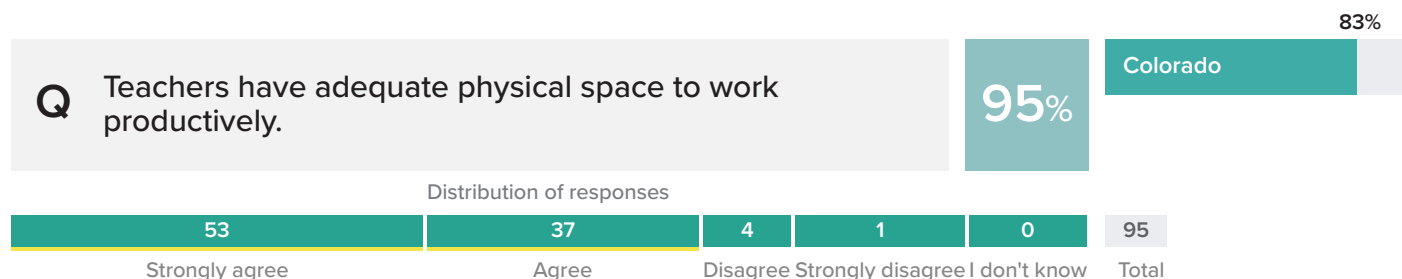 83%
Q Teachers have adequate physical space to work
productively.
95%
Colorado
Distribution of responses
53 37 4 1 0 95
Strongly agree Agree Disagree Strongly disagree I don't know Total